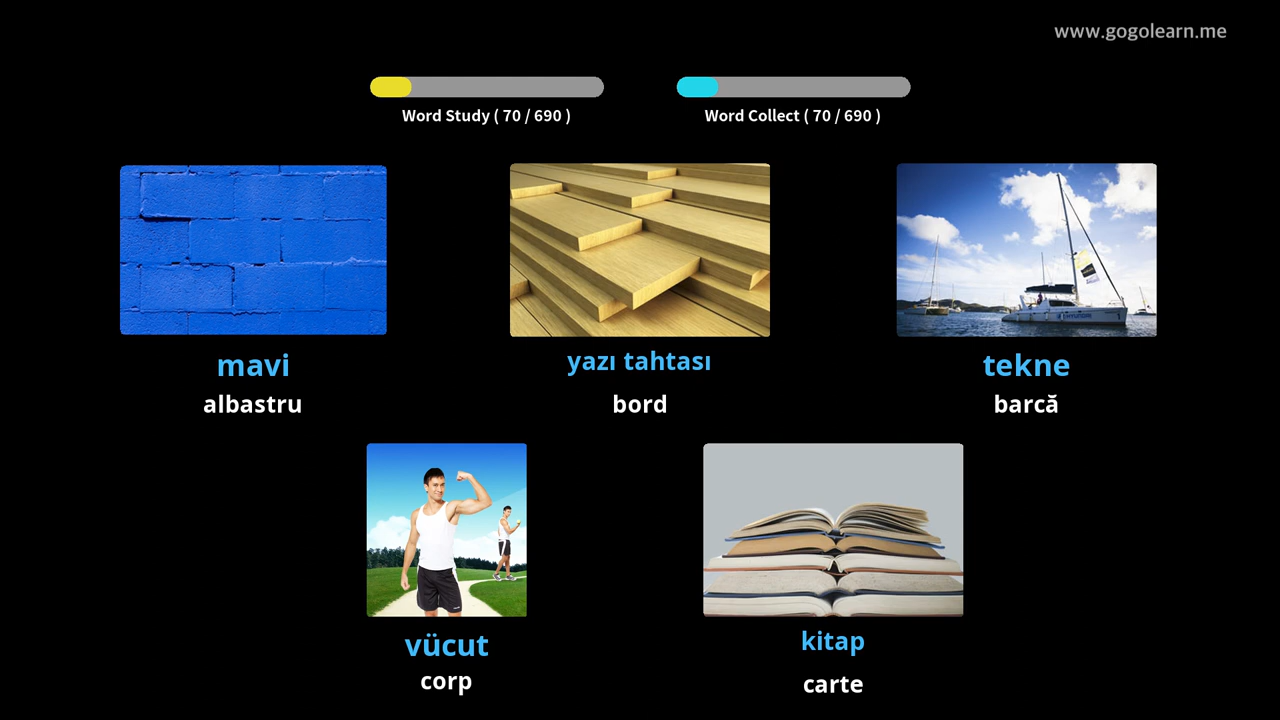 www.gogolearn.me
Word Study ( 70 / 690 )
Word Collect ( 70 / 690 )
mavi
albastru
yazı tahtası
bord
tekne
barcă
vücut
corp
kitap
carte